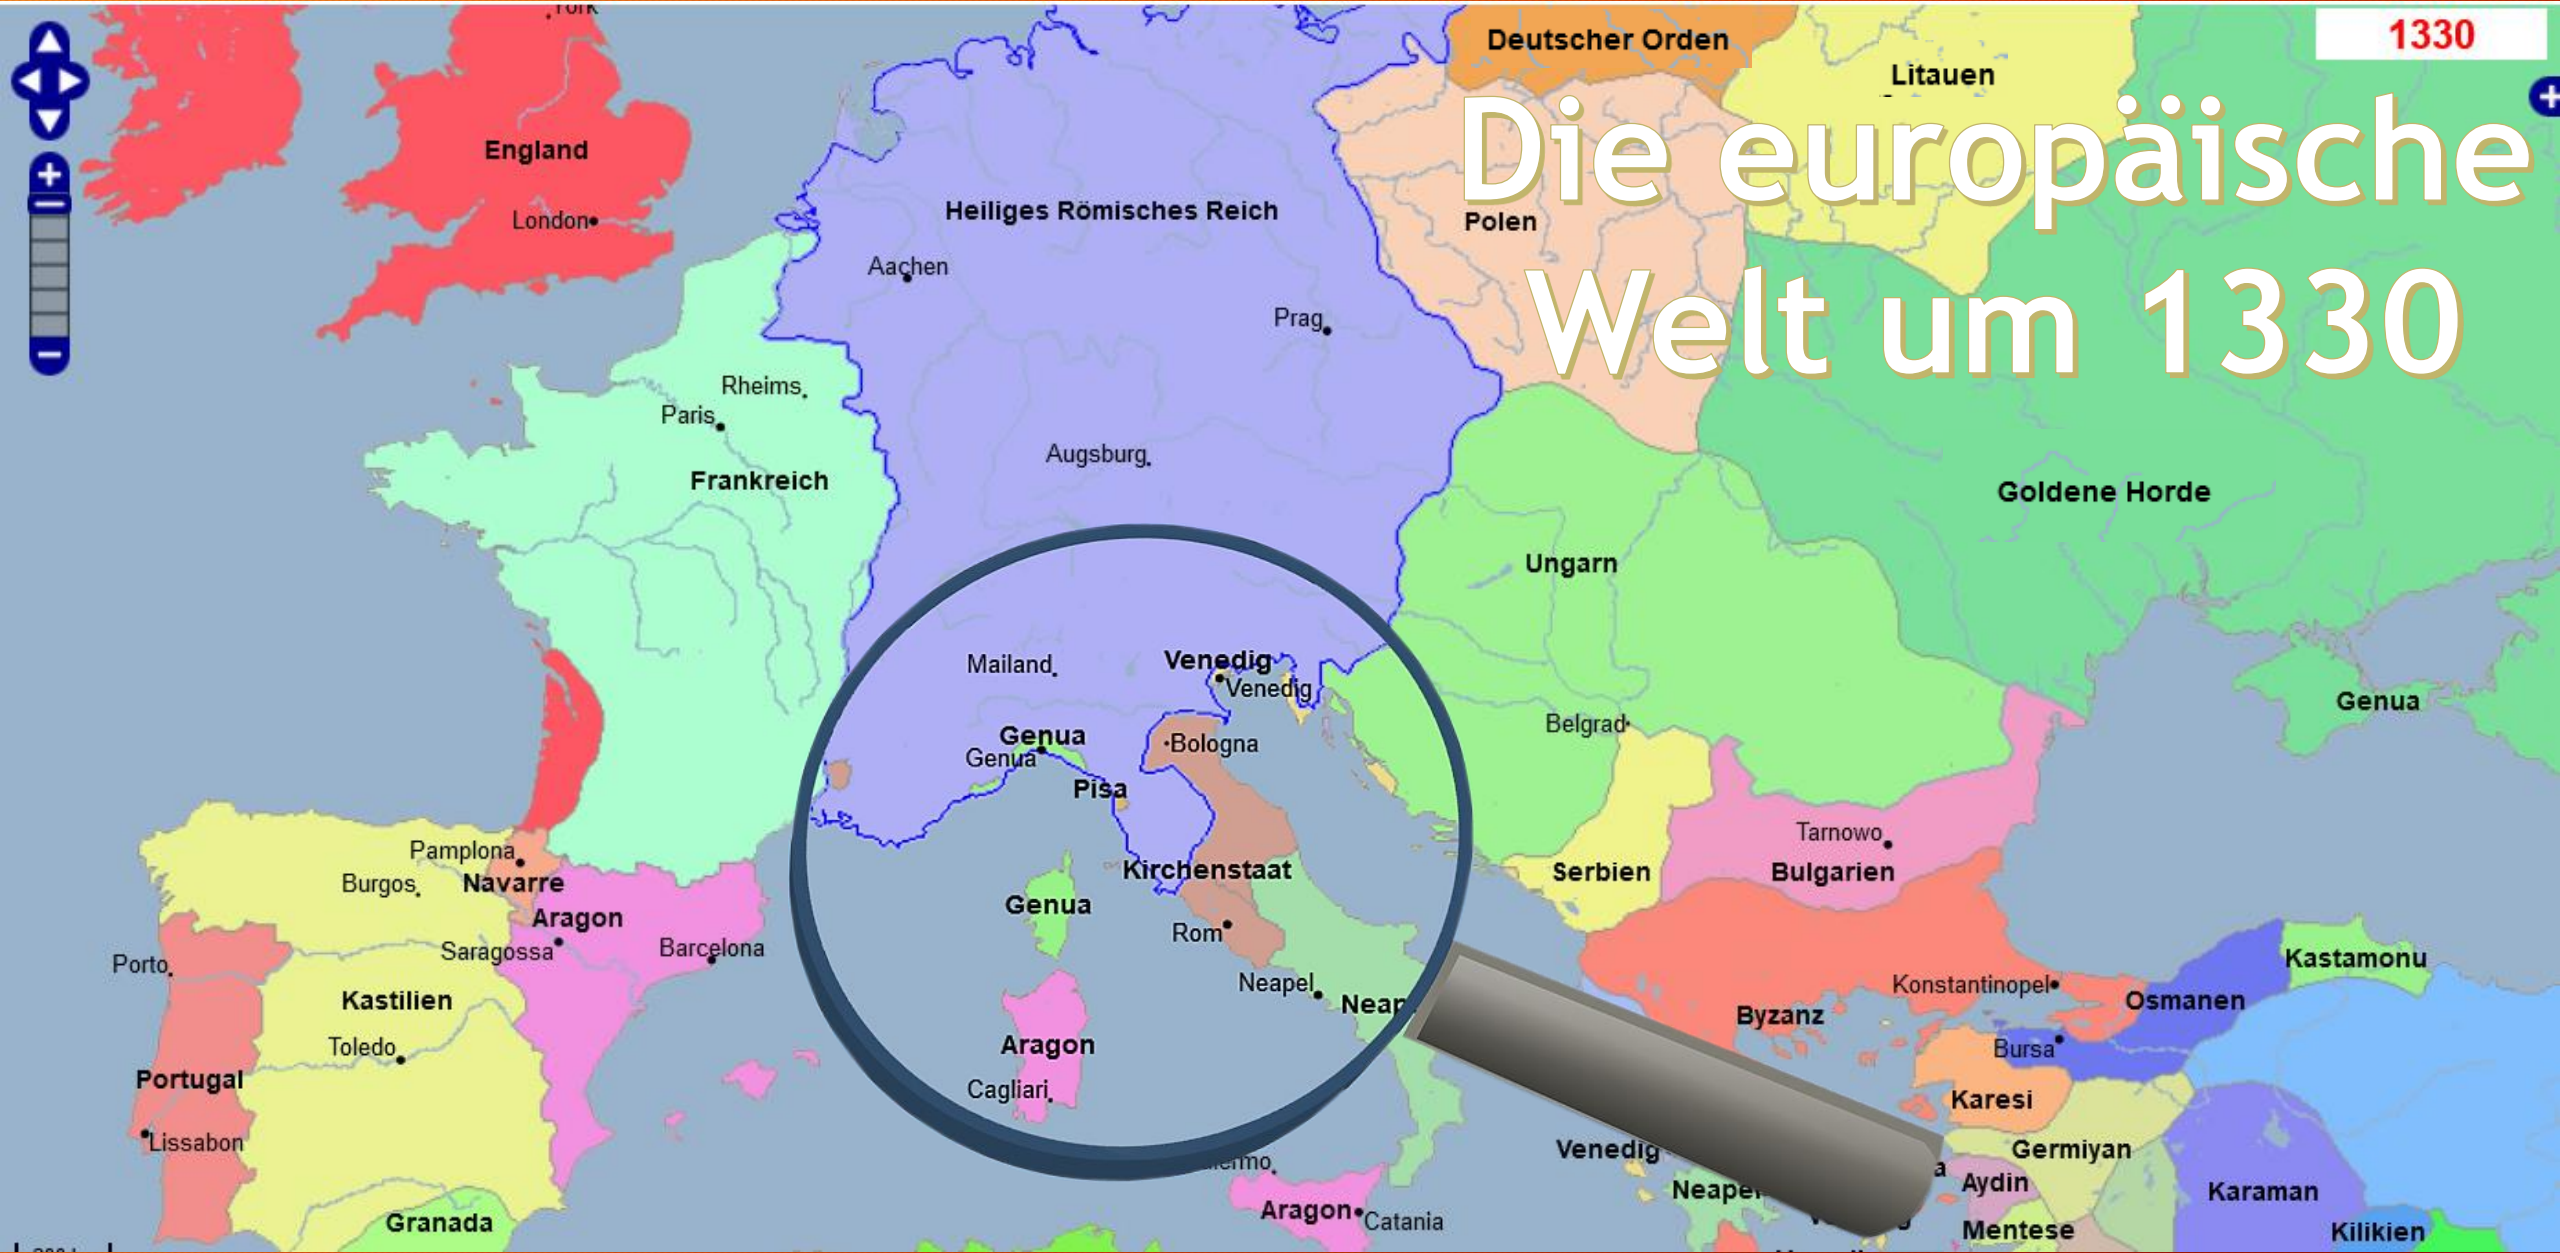 York
Deutscher Orden
1330
Litauen
Die europäische
Welt um 1330
England
London
Heiliges Römisches Reich
Polen
Aachen
Prag
Rheims
Paris
Augsburg
Frankreich
Goldene Horde
Ungarn
Mailand
Venedig
Venedig
Genua
Belgrad
Genua
Genua
Bologna
Pisa
Tarnowo
Pamplona
Burgos
Navarre
Kirchenstaat
Serbien
Bulgarien
Aragon
Genua
Saragossa
Barcelona
Rom
Porto
Kastamonu
Kastilien
Neapel
Konstantinopel
Neap
Osmanen
Byzanz
Toledo
Aragon
Bursa
Portugal
Cagliari
Karesi
Lissabon
Venedig
Germiyan
Neapel
Aydin
Karaman
Granada
Aragon
Catania
Mentese
Kilikien